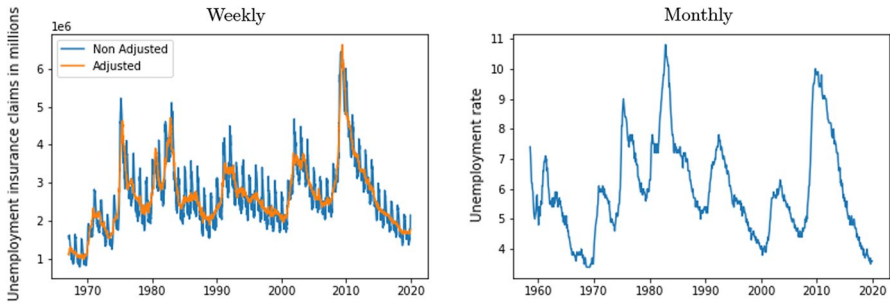 Weekly
1e6
Unemployment insurance claims in millions
Non Adjusted
Adjusted
6
5
4
3
2
1
1970 1980 1990 2000 2010 2020
Monthly
Unemployment rate
11
10
9
8
7
6
5
4
1960 1970 1980 1990 2000 2010 2020